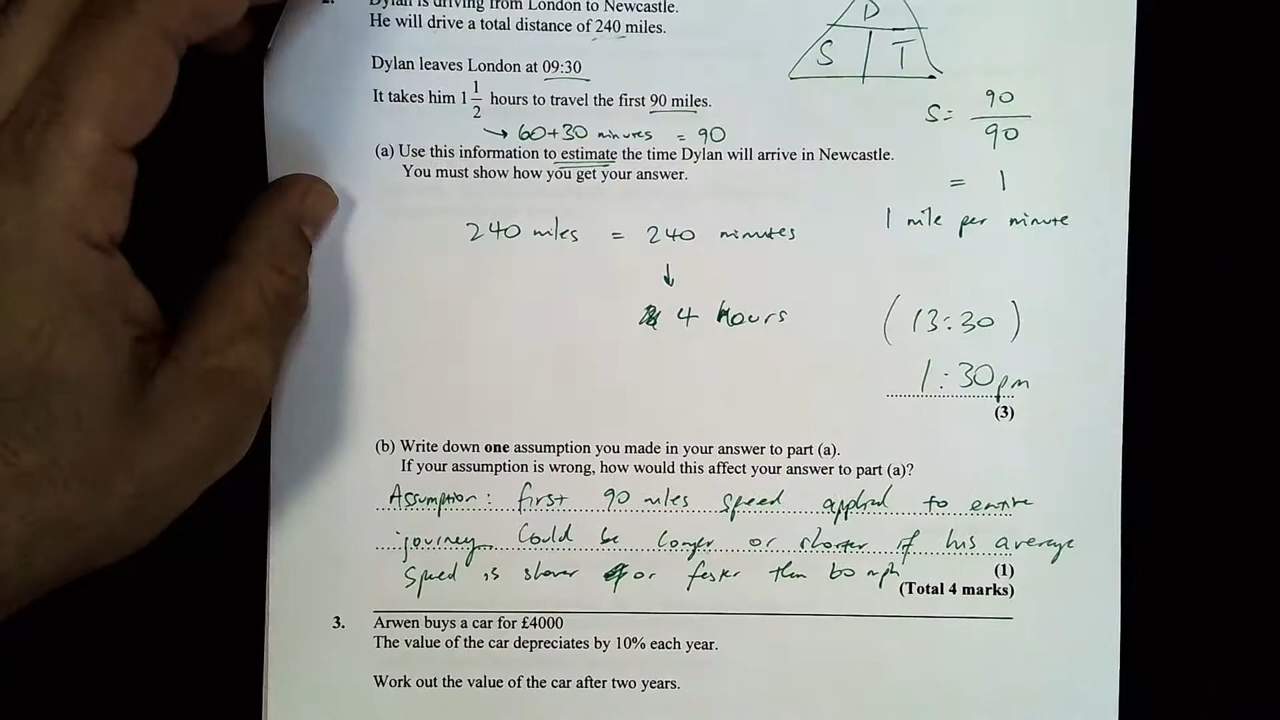 Dylan is driving from London to Newcastle.
He will drive a total distance of 240 miles.
D
S T
Dylan leaves London at 09:30
It takes him 1 1/2 hours to travel the first 90 miles.
S = 90/90
→ 60+30 minutes = 90
(a) Use this information to estimate the time Dylan will arrive in Newcastle.
You must show how you get your answer.
= 1
1 mile per minute
240 miles = 240 minutes
↓
4 hours
(13:30)
1:30pm
(3)
(b) Write down one assumption you made in your answer to part (a).
If your assumption is wrong, how would this affect your answer to part (a)?
Assumption: first 90 miles speed applied to entire
journey. Could be longer or shorter if his average
(1)
speed is slower or faster than 60 mph
(Total 4 marks)
3. Arwen buys a car for £4000
The value of the car depreciates by 10% each year.
Work out the value of the car after two years.